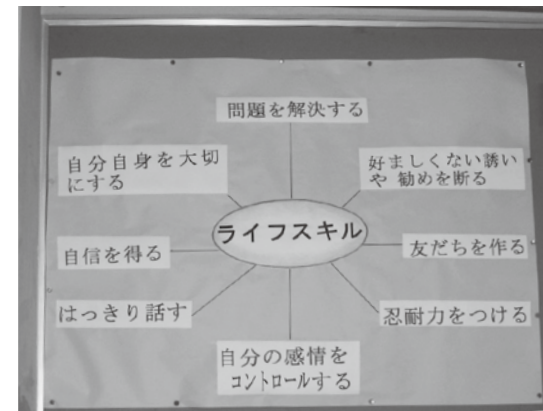 問題を解決する
自分自身を大切
にする
好ましくない誘い
や 勧めを断る
ライフスキル
自信を得る
友だちを作る
はっきり話す
忍耐力をつける
自分の感情を
コントロールする